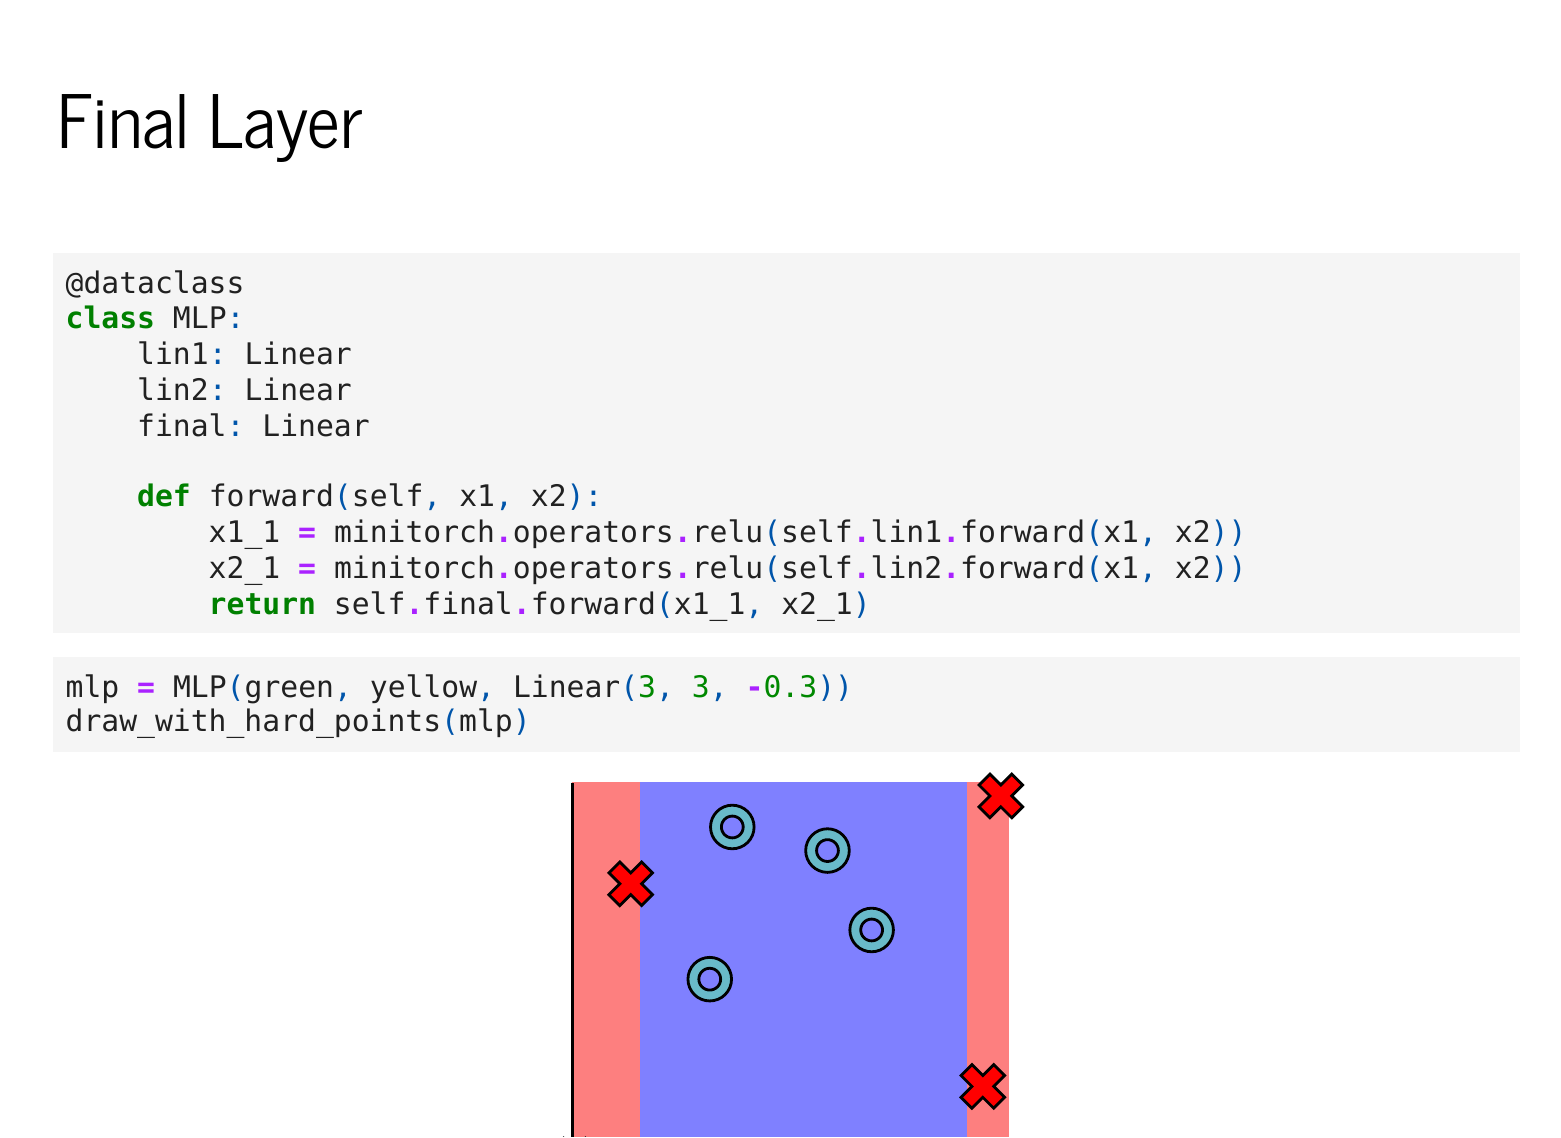 Final Layer
@dataclass
class MLP:
    lin1: Linear
    lin2: Linear
    final: Linear
    def forward(self, x1, x2):
        x1_1 = minitorch.operators.relu(self.lin1.forward(x1, x2))
        x2_1 = minitorch.operators.relu(self.lin2.forward(x1, x2))
        return self.final.forward(x1_1, x2_1)
mlp = MLP(green, yellow, Linear(3, 3, -0.3))
draw_with_hard_points(mlp)